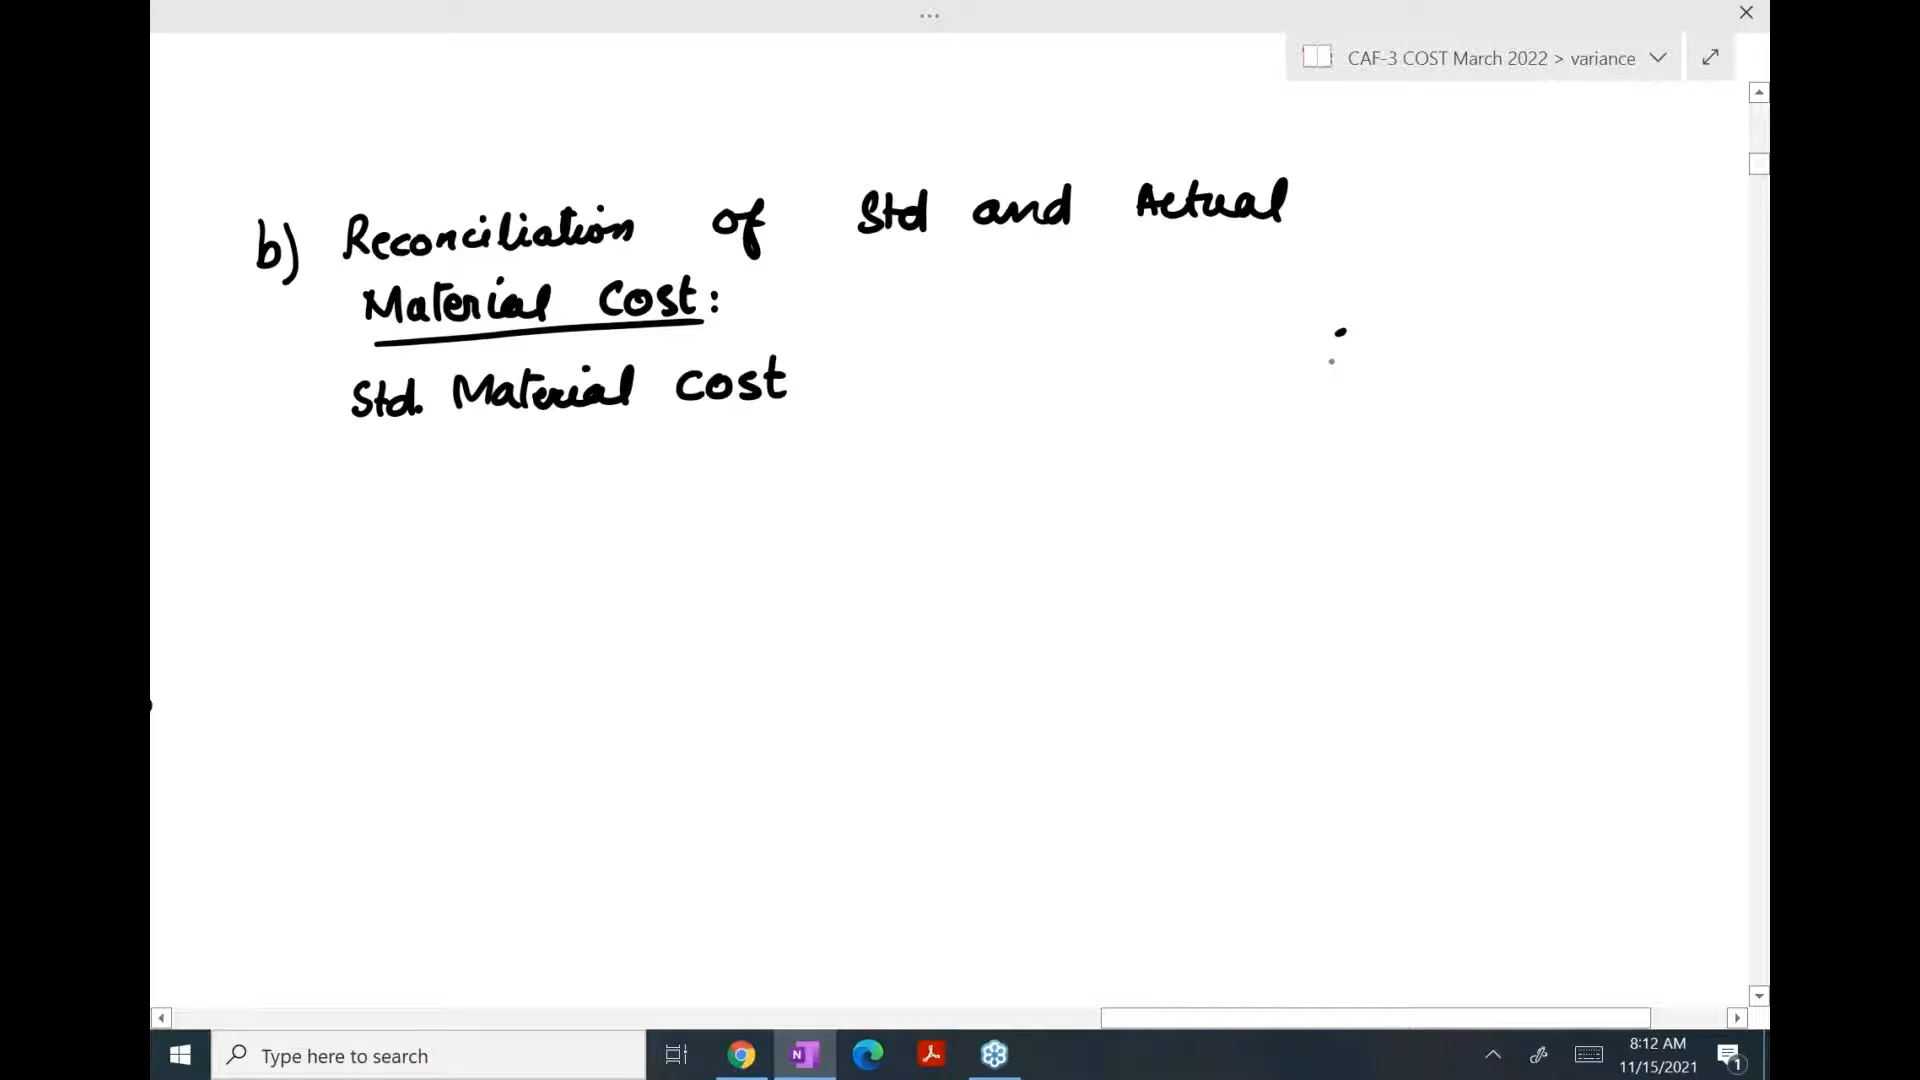 CAF-3 COST March 2022 > variance
b) Reconciliation of Std and Actual
Material Cost:
Std. Material Cost
Type here to search
8:12 AM
11/15/2021
1